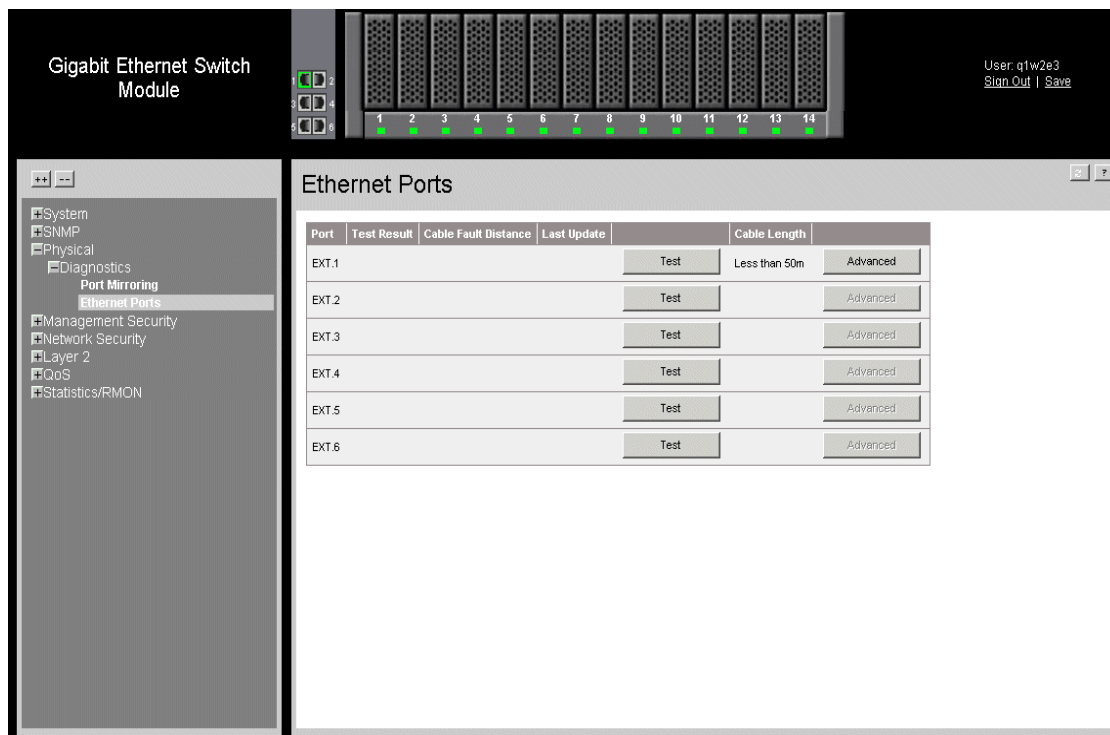 Gigabit Ethernet Switch
Module
1 2
3 4
5 6
1 2 3 4 5 6 7 8 9 10 11 12 13 14
User: q1w2e3
Sign Out | Save
++ --
System
SNMP
Physical
Diagnostics
Port Mirroring
Ethernet Ports
Management Security
Network Security
Layer 2
QoS
Statistics/RMON
Ethernet Ports
?
Port Test Result Cable Fault Distance Last Update Cable Length
EXT.1 Test Less than 50m Advanced
EXT.2 Test Advanced
EXT.3 Test Advanced
EXT.4 Test Advanced
EXT.5 Test Advanced
EXT.6 Test Advanced